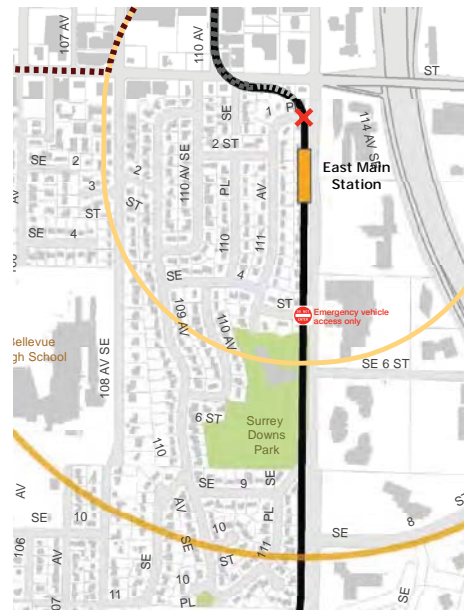 107 AV
110 AV
ST
PL
1
SE
2 ST
114 AV SE
East Main
Station
SE 2
2
3
ST
ST
SE 4
110 AV SE
PL
110
AV
111
SE 4
ST
Emergency vehicle
access only
109 AV
110 AV
Bellevue
gh School
108 AV SE
SE 6 ST
6 ST
Surrey
Downs
Park
110
AV
SE 9
SE
PL
111
AV
SE 10
106
AV
07
11
SE
SE
10
ST
10
PL
SE 8
ST
SE